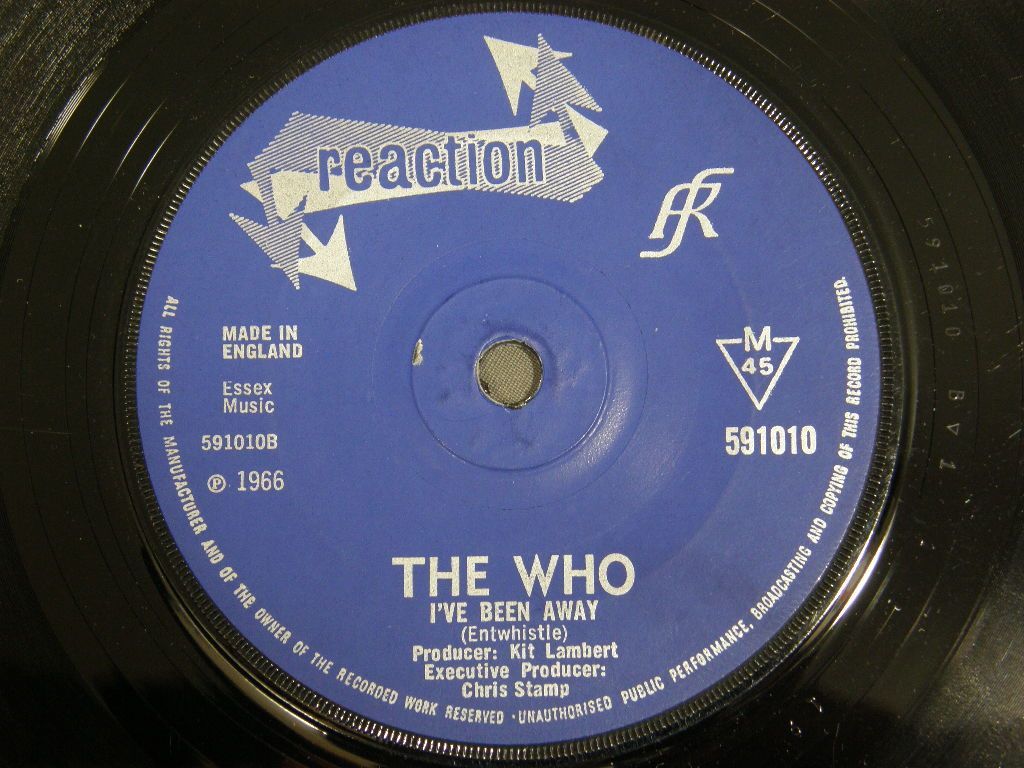 reaction
R
MADE IN
ENGLAND
Essex
Music
591010B
℗ 1966
M
45
591010
THE WHO
I'VE BEEN AWAY
(Entwhistle)
Producer: Kit Lambert
Executive Producer:
Chris Stamp
ALL RIGHTS OF THE MANUFACTURER AND OF THE OWNER OF THE RECORDED WORK RESERVED · UNAUTHORISED PUBLIC PERFORMANCE, BROADCASTING AND COPYING OF THIS RECORD PROHIBITED.
591010 B ▽ 1